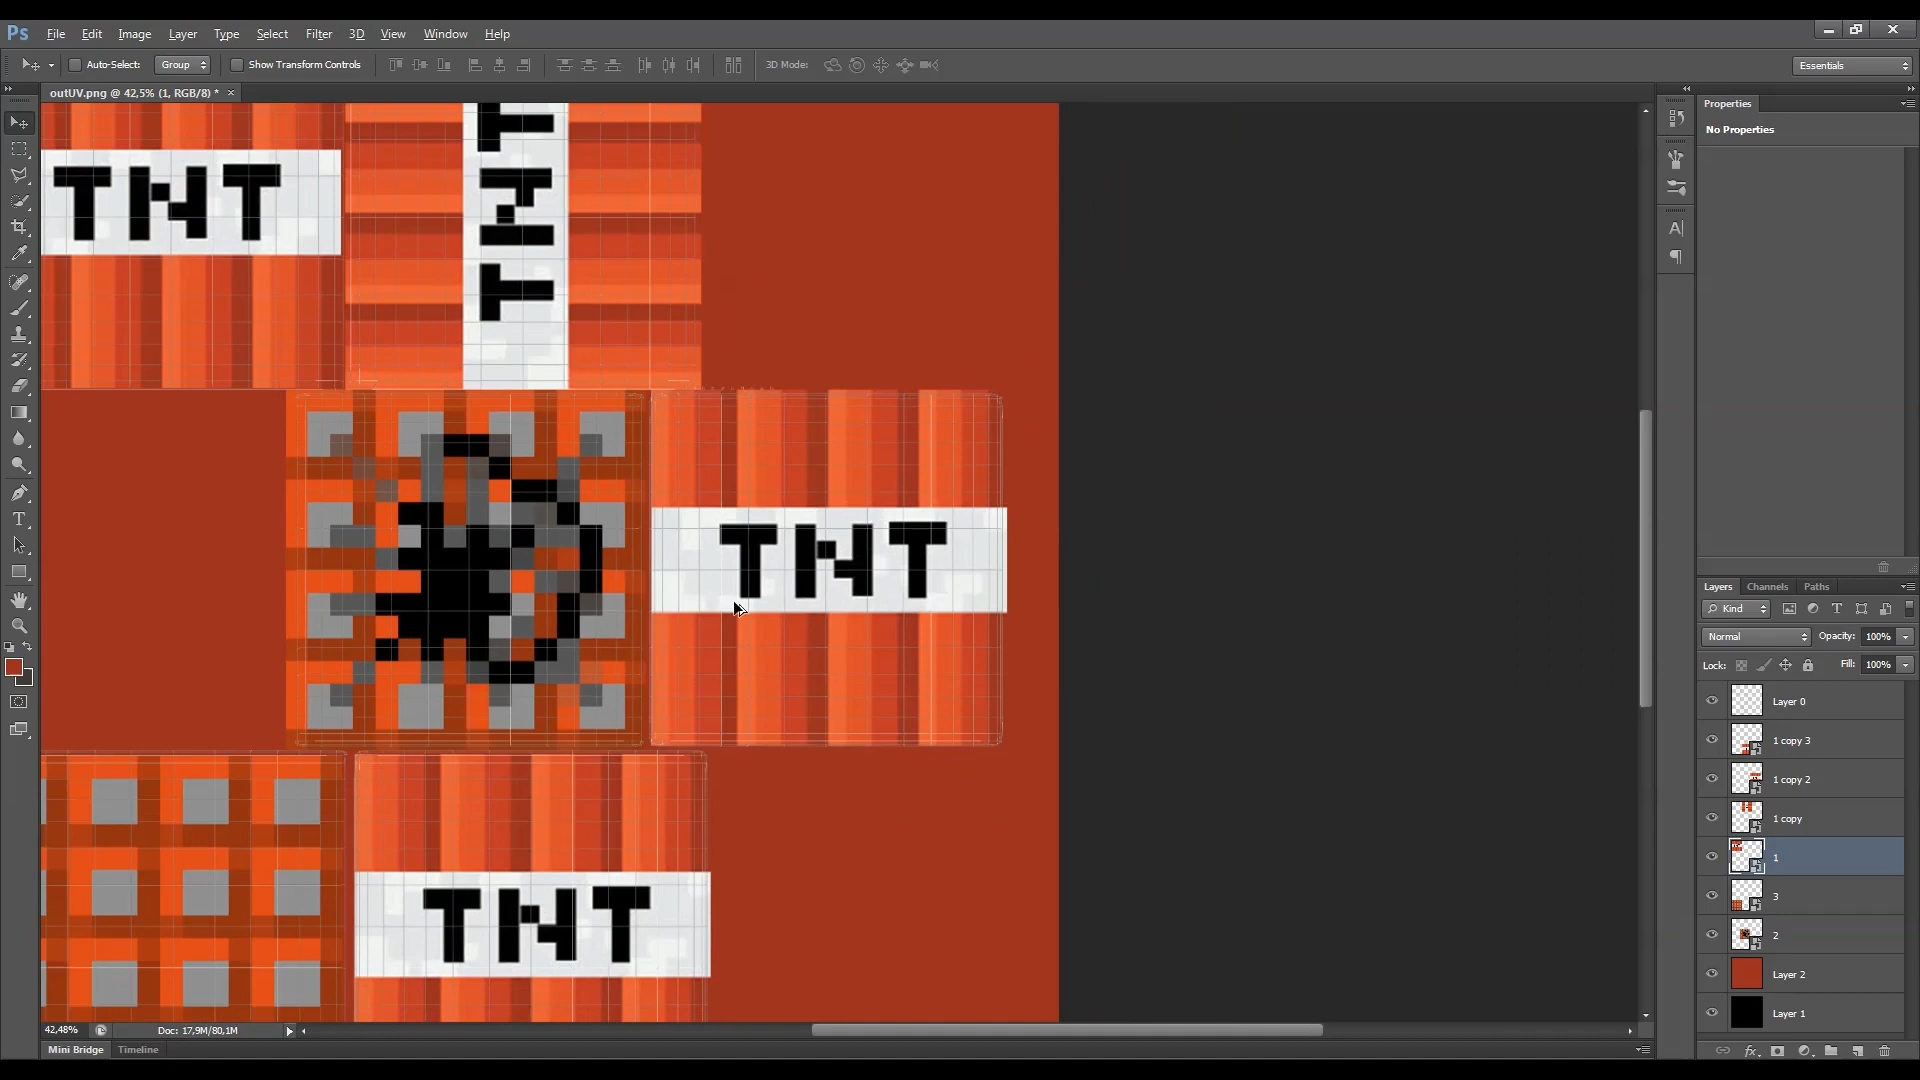 Ps File Edit Image Layer Type Select Filter 3D View Window Help
Auto-Select: Group Show Transform Controls 3D Mode: Essentials
outUV.png @ 42,5% (1, RGB/8) * ×
Properties
No Properties
TNT
TNT
TNT
TNT
Layers Channels Paths
Kind
Normal Opacity: 100%
Lock: Fill: 100%
Layer 0
1 copy 3
1 copy 2
1 copy
1
3
2
Layer 2
Layer 1
42,48% Doc: 17,9M/80,1M
Mini Bridge Timeline